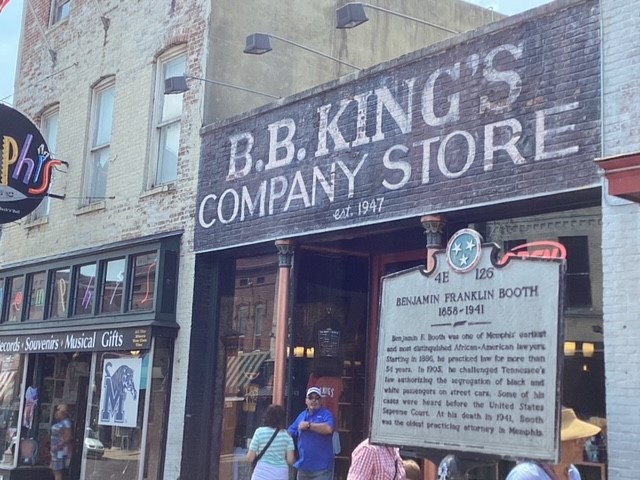 B.B. KING'S
COMPANY STORE
est. 1947
phis
ecords • Souvenirs • Musical Gifts
4E 126
BENJAMIN FRANKLIN BOOTH
1858-1941
Benjamin F. Booth was one of Memphis' earliest
and most distinguished African-American lawyers.
Starting in 1886, he practiced law for more than
54 years. In 1905, he challenged Tennessee's
law authorizing the segregation of black and
white passengers on street cars. Some of his
cases were heard before the United States
Supreme Court. At his death in 1941, Booth
was the oldest practicing attorney in Memphis.